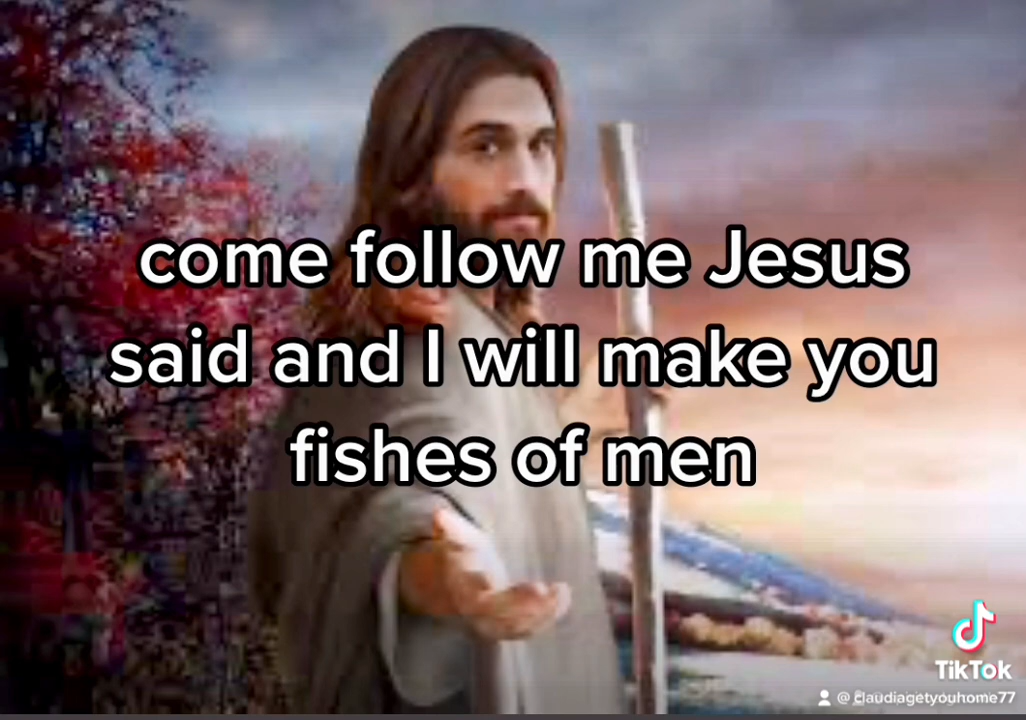 come follow me Jesus
said and I will make you
fishes of men
TikTok
@claudiagetyouhome77